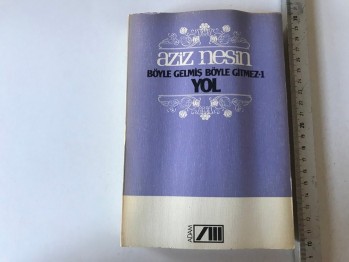 aziz nesin
BÖYLE GELMİŞ BÖYLE GİTMEZ-1
YOL
ADAM